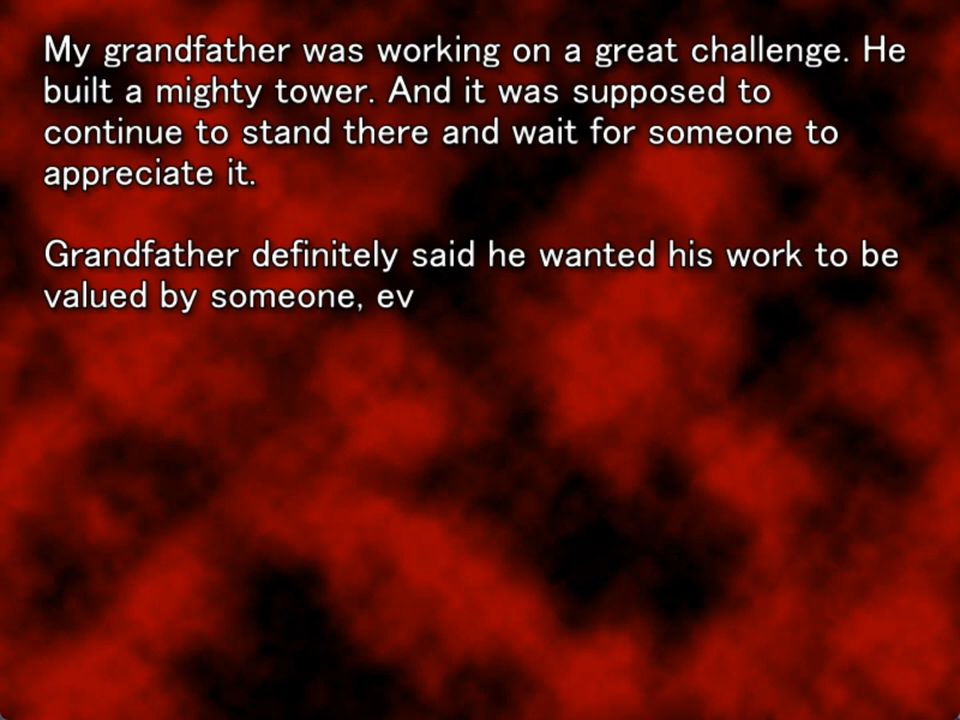 My grandfather was working on a great challenge. He
built a mighty tower. And it was supposed to
continue to stand there and wait for someone to
appreciate it.
Grandfather definitely said he wanted his work to be
valued by someone, ev